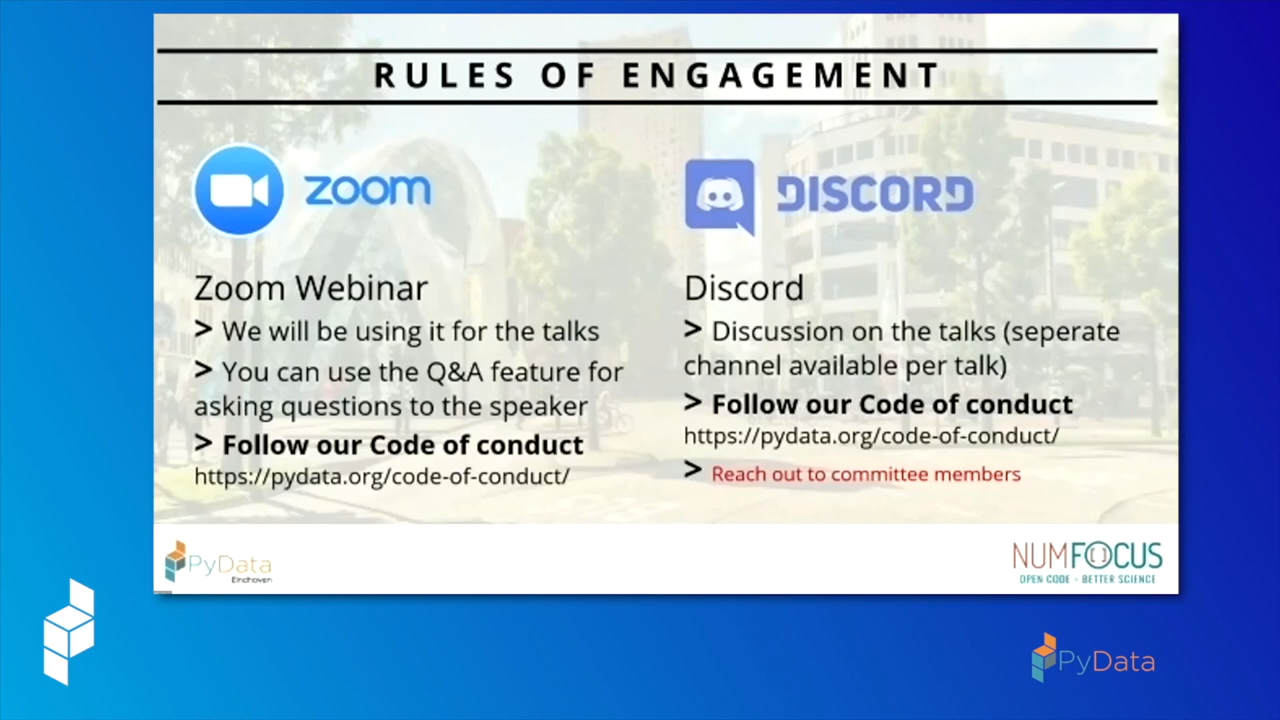 RULES OF ENGAGEMENT
zoom
Zoom Webinar
> We will be using it for the talks
> You can use the Q&A feature for
asking questions to the speaker
> Follow our Code of conduct
https://pydata.org/code-of-conduct/
DISCORD
Discord
> Discussion on the talks (seperate
channel available per talk)
> Follow our Code of conduct
https://pydata.org/code-of-conduct/
> Reach out to committee members
PyData
Eindhoven
NUMFOCUS
OPEN CODE - BETTER SCIENCE
PyData